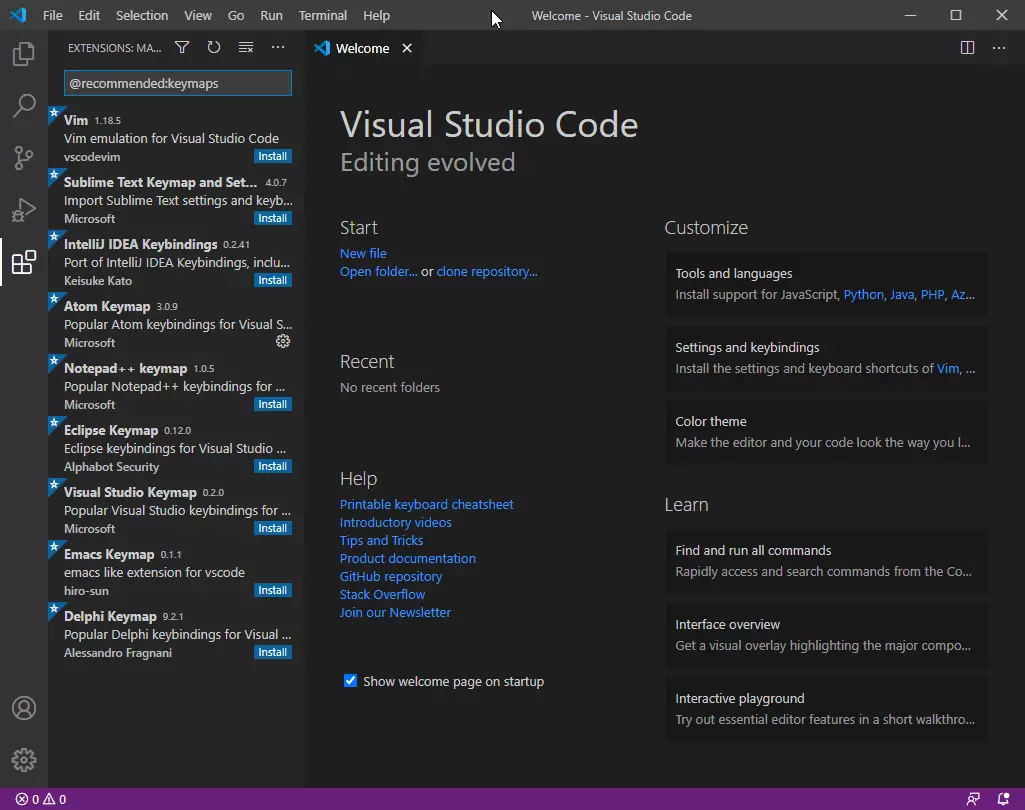 File Edit Selection View Go Run Terminal Help Welcome - Visual Studio Code
EXTENSIONS: MA...
Welcome
@recommended:keymaps
Vim 1.18.5
Vim emulation for Visual Studio Code
vscodevim Install
Sublime Text Keymap and Set... 4.0.7
Import Sublime Text settings and keyb...
Microsoft Install
IntelliJ IDEA Keybindings 0.2.41
Port of IntelliJ IDEA Keybindings, inclu...
Keisuke Kato Install
Atom Keymap 3.0.9
Popular Atom keybindings for Visual S...
Microsoft
Notepad++ keymap 1.0.5
Popular Notepad++ keybindings for ...
Microsoft Install
Eclipse Keymap 0.12.0
Eclipse keybindings for Visual Studio ...
Alphabot Security Install
Visual Studio Keymap 0.2.0
Popular Visual Studio keybindings for ...
Microsoft Install
Emacs Keymap 0.1.1
emacs like extension for vscode
hiro-sun Install
Delphi Keymap 9.2.1
Popular Delphi keybindings for Visual ...
Alessandro Fragnani Install
Visual Studio Code
Editing evolved
Start
New file
Open folder... or clone repository...
Recent
No recent folders
Help
Printable keyboard cheatsheet
Introductory videos
Tips and Tricks
Product documentation
GitHub repository
Stack Overflow
Join our Newsletter
Show welcome page on startup
Customize
Tools and languages
Install support for JavaScript, Python, Java, PHP, Az...
Settings and keybindings
Install the settings and keyboard shortcuts of Vim, ...
Color theme
Make the editor and your code look the way you l...
Learn
Find and run all commands
Rapidly access and search commands from the Co...
Interface overview
Get a visual overlay highlighting the major compo...
Interactive playground
Try out essential editor features in a short walkthro...
0 0